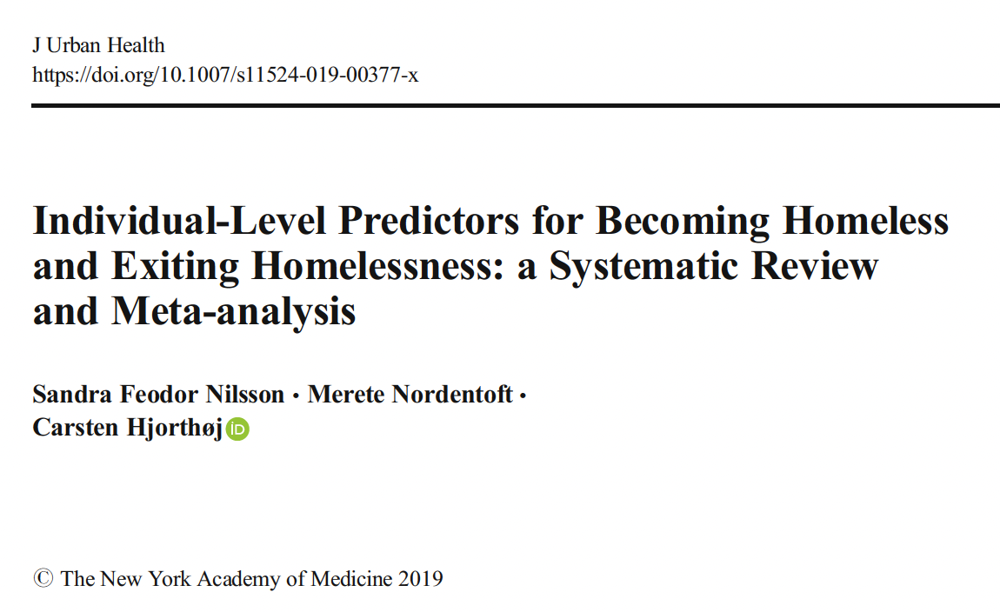 J Urban Health
https://doi.org/10.1007/s11524-019-00377-x
Individual-Level Predictors for Becoming Homeless
and Exiting Homelessness: a Systematic Review
and Meta-analysis
Sandra Feodor Nilsson · Merete Nordentoft ·
Carsten Hjorthøj iD
© The New York Academy of Medicine 2019